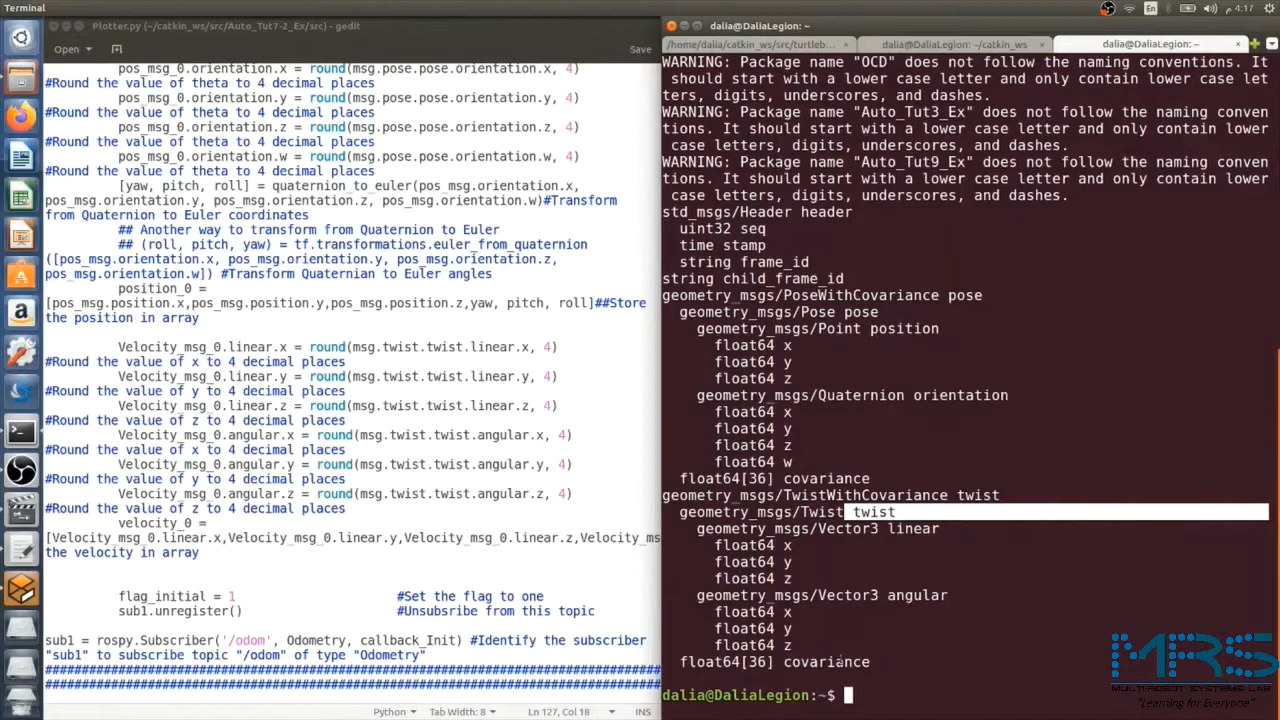 Terminal
En
4:17 م
Plotter.py (~/catkin_ws/src/Auto_Tut7-2_Ex/src) - gedit
Open
Save
pos_msg_0.orientation.x = round(msg.pose.pose.orientation.x, 4)
#Round the value of theta to 4 decimal places
pos_msg_0.orientation.y = round(msg.pose.pose.orientation.y, 4)
#Round the value of theta to 4 decimal places
pos_msg_0.orientation.z = round(msg.pose.pose.orientation.z, 4)
#Round the value of theta to 4 decimal places
pos_msg_0.orientation.w = round(msg.pose.pose.orientation.w, 4)
#Round the value of theta to 4 decimal places
[yaw, pitch, roll] = quaternion_to_euler(pos_msg.orientation.x,
pos_msg.orientation.y, pos_msg.orientation.z, pos_msg.orientation.w)#Transform
from Quaternion to Euler coordinates
## Another way to transform from Quaternion to Euler
## (roll, pitch, yaw) = tf.transformations.euler_from_quaternion
([pos_msg.orientation.x, pos_msg.orientation.y, pos_msg.orientation.z,
pos_msg.orientation.w]) #Transform Quaternian to Euler angles
position_0 =
[pos_msg.position.x,pos_msg.position.y,pos_msg.position.z,yaw, pitch, roll]##Store
the position in array
Velocity_msg_0.linear.x = round(msg.twist.twist.linear.x, 4)
#Round the value of x to 4 decimal places
Velocity_msg_0.linear.y = round(msg.twist.twist.linear.y, 4)
#Round the value of y to 4 decimal places
Velocity_msg_0.linear.z = round(msg.twist.twist.linear.z, 4)
#Round the value of z to 4 decimal places
Velocity_msg_0.angular.x = round(msg.twist.twist.angular.x, 4)
#Round the value of x to 4 decimal places
Velocity_msg_0.angular.y = round(msg.twist.twist.angular.y, 4)
#Round the value of y to 4 decimal places
Velocity_msg_0.angular.z = round(msg.twist.twist.angular.z, 4)
#Round the value of z to 4 decimal places
velocity_0 =
[Velocity_msg_0.linear.x,Velocity_msg_0.linear.y,Velocity_msg_0.linear.z,Velocity_ms
the velocity in array
flag_initial = 1 #Set the flag to one
sub1.unregister() #Unsubsribe from this topic
sub1 = rospy.Subscriber('/odom', Odometry, callback_Init) #Identify the subscriber
"sub1" to subscribe topic "/odom" of type "Odometry"
####################################################################################
####################################################################################
Python
Tab Width: 8
Ln 127, Col 18
INS
dalia@DaliaLegion: ~
/home/dalia/catkin_ws/src/turtleb...
dalia@DaliaLegion: ~/catkin_ws
dalia@DaliaLegion: ~
WARNING: Package name "OCD" does not follow the naming conventions. It
should start with a lower case letter and only contain lower case let
ters, digits, underscores, and dashes.
WARNING: Package name "Auto_Tut3_Ex" does not follow the naming conven
tions. It should start with a lower case letter and only contain lower
case letters, digits, underscores, and dashes.
WARNING: Package name "Auto_Tut9_Ex" does not follow the naming conven
tions. It should start with a lower case letter and only contain lower
case letters, digits, underscores, and dashes.
std_msgs/Header header
uint32 seq
time stamp
string frame_id
string child_frame_id
geometry_msgs/PoseWithCovariance pose
geometry_msgs/Pose pose
geometry_msgs/Point position
float64 x
float64 y
float64 z
geometry_msgs/Quaternion orientation
float64 x
float64 y
float64 z
float64 w
float64[36] covariance
geometry_msgs/TwistWithCovariance twist
geometry_msgs/Twist twist
geometry_msgs/Vector3 linear
float64 x
float64 y
float64 z
geometry_msgs/Vector3 angular
float64 x
float64 y
float64 z
float64[36] covariance
dalia@DaliaLegion:~$
MRS
MULTI-ROBOT SYSTEMS LAB
"Learning for Everyone"